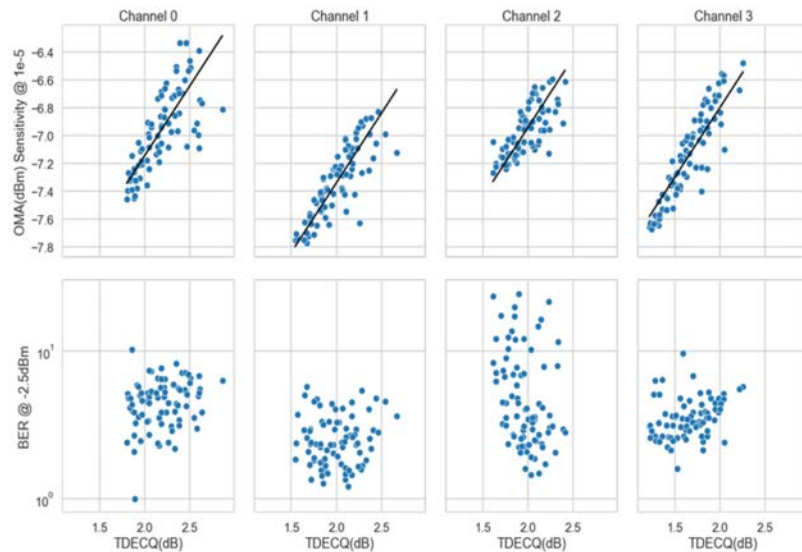 Channel 0
Channel 1
Channel 2
Channel 3
OMA(dBm) Sensitivity @ 1e-5
−6.4
−6.6
−6.8
−7.0
−7.2
−7.4
−7.6
−7.8
BER @ -2.5dBm
10¹
10⁰
1.5 2.0 2.5
1.5 2.0 2.5
1.5 2.0 2.5
1.5 2.0 2.5
TDECQ(dB)
TDECQ(dB)
TDECQ(dB)
TDECQ(dB)